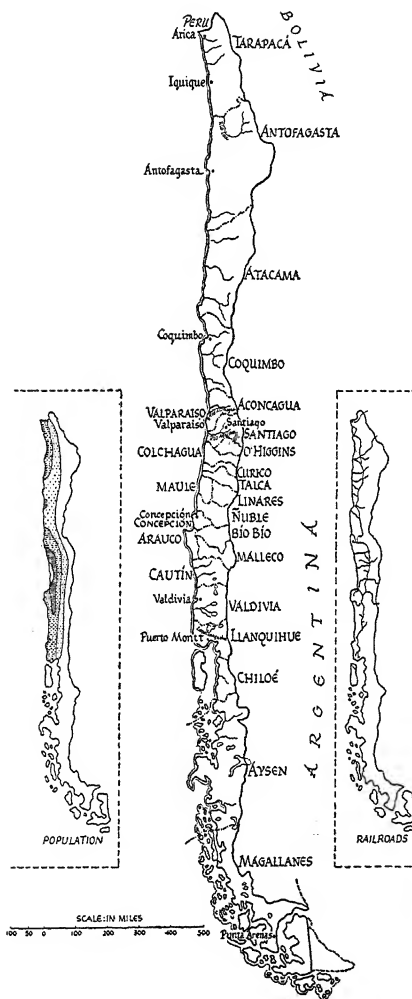 PERU
BOLIVIA
Arica
TARAPACÁ
Iquique
ANTOFAGASTA
Antofagasta
ATACAMA
Coquimbo
COQUIMBO
ACONCAGUA
VALPARAISO
Valparaiso
Santiago
SANTIAGO
COLCHAGUA
O'HIGGINS
CURICO
MAULE
TALCA
LINARES
Concepción
CONCEPCION
ÑUBLE
ARAUCO
BÍO BÍO
MALLECO
CAUTÍN
Valdivia
VALDIVIA
Puerto Montt
LLANQUIHUE
CHILOÉ
ARGENTINA
AYSEN
POPULATION
RAILROADS
MAGALLANES
SCALE: IN MILES
100 50 0 100 200 300 400 500
Punta Arenas